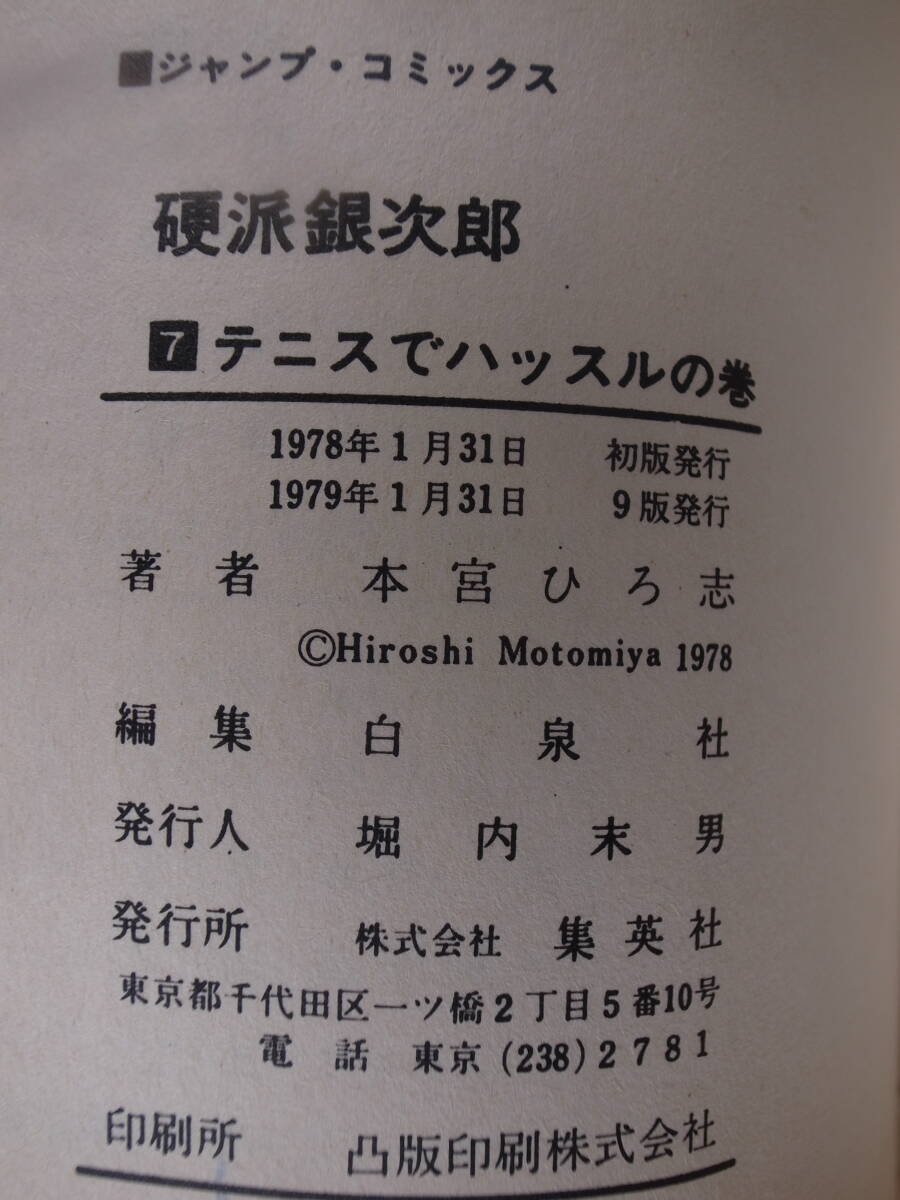 ■ジャンプ・コミックス
硬派銀次郎
7 テニスでハッスルの巻
1978年1月31日 初版発行
1979年1月31日 9版発行
著者 本宮ひろ志
©Hiroshi Motomiya 1978
編集 白泉社
発行人 堀内末男
発行所 株式会社 集英社
東京都千代田区一ツ橋2丁目5番10号
電話 東京 (238) 2781
印刷所 凸版印刷株式会社